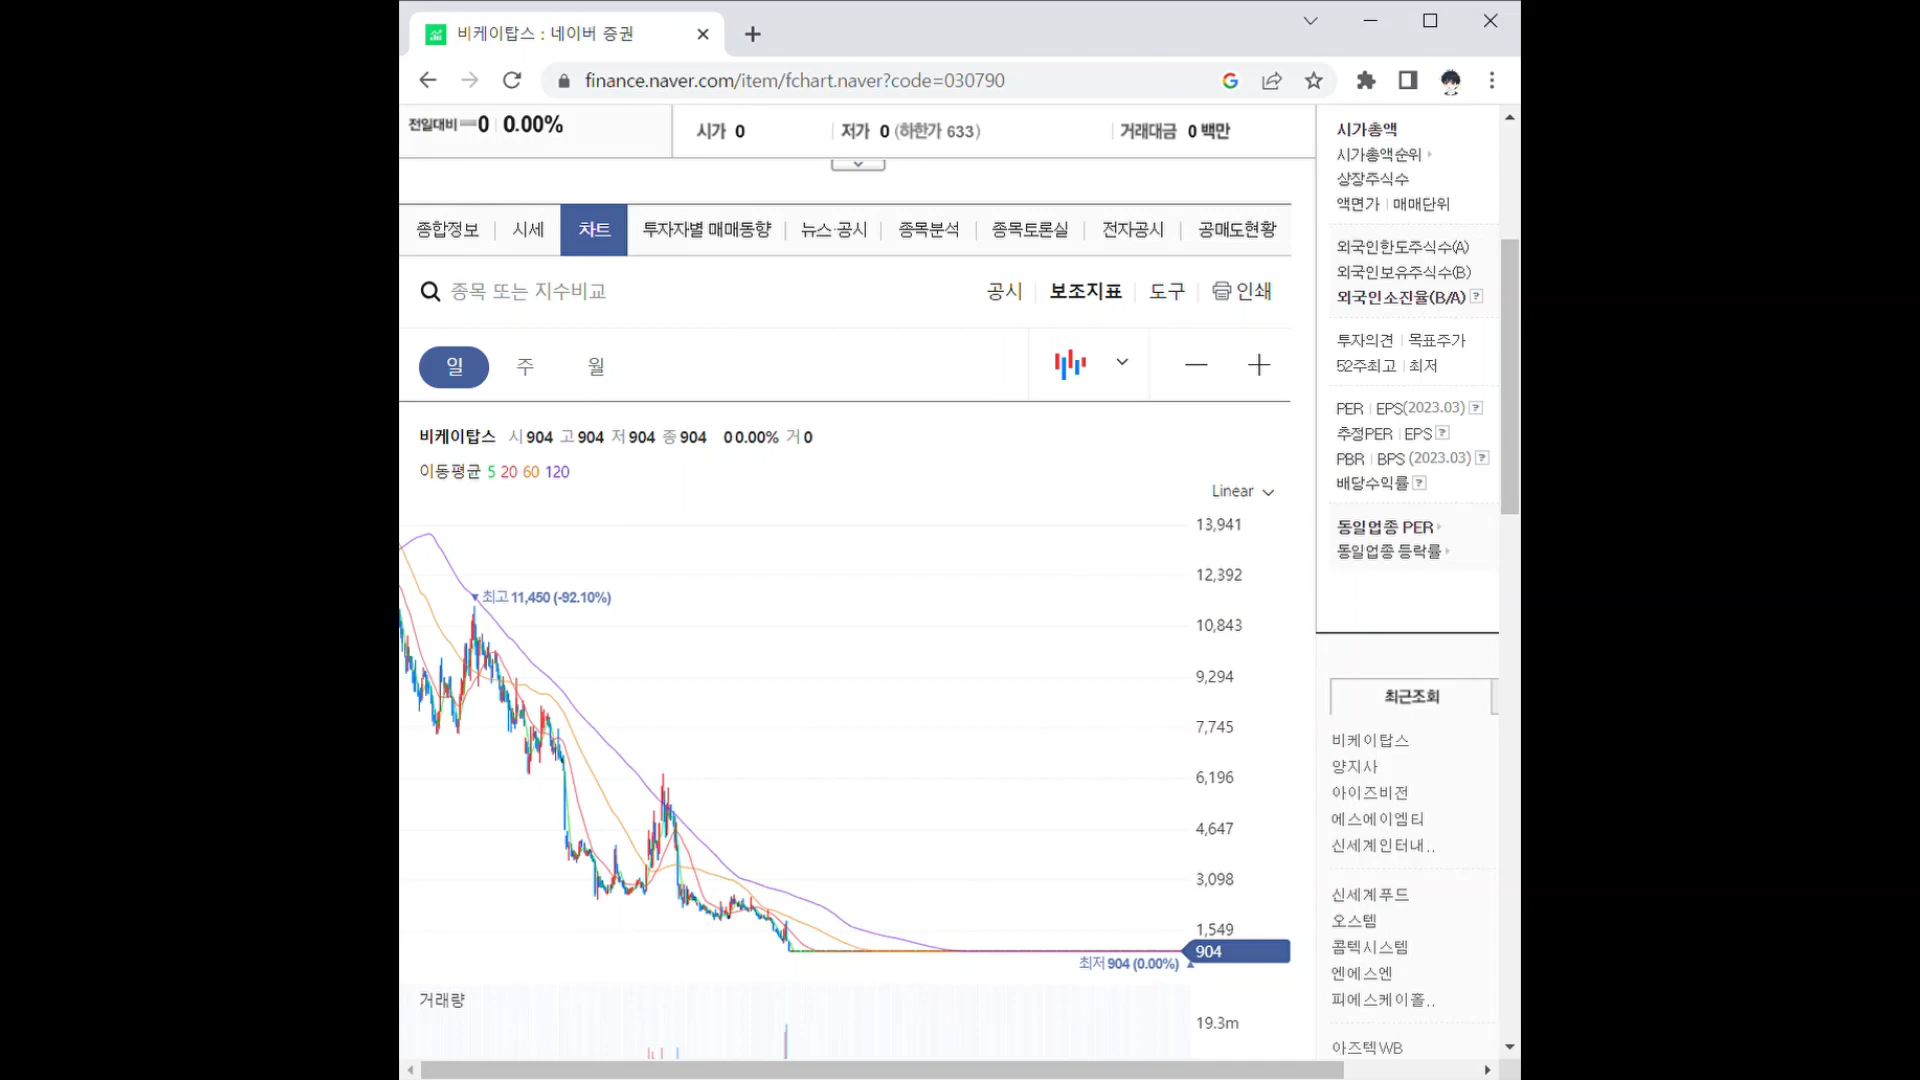 비케이탑스 : 네이버 증권
finance.naver.com/item/fchart.naver?code=030790
전일대비 0 0.00%
시가 0 저가 0 (하한가 633) 거래대금 0 백만
종합정보 시세 차트 투자자별 매매동향 뉴스·공시 종목분석 종목토론실 전자공시 공매도현황
종목 또는 지수비교 공시 보조지표 도구 인쇄
일 주 월
비케이탑스 시 904 고 904 저 904 종 904 0 0.00% 거 0
이동평균 5 20 60 120
Linear
13,941
12,392
최고 11,450 (-92.10%)
10,843
9,294
7,745
6,196
4,647
3,098
1,549
904
최저 904 (0.00%)
거래량
19.3m
시가총액
시가총액순위
상장주식수
액면가 매매단위
외국인한도주식수(A)
외국인보유주식수(B)
외국인소진율(B/A) ?
투자의견 목표주가
52주최고 최저
PER EPS(2023.03) ?
추정PER EPS ?
PBR BPS (2023.03) ?
배당수익률 ?
동일업종 PER
동일업종 등락률
최근조회
비케이탑스
양지사
아이즈비전
에스에이엠티
신세계인터내..
신세계푸드
오스템
콤텍시스템
엔에스엔
피에스케이홀..
아즈텍WB